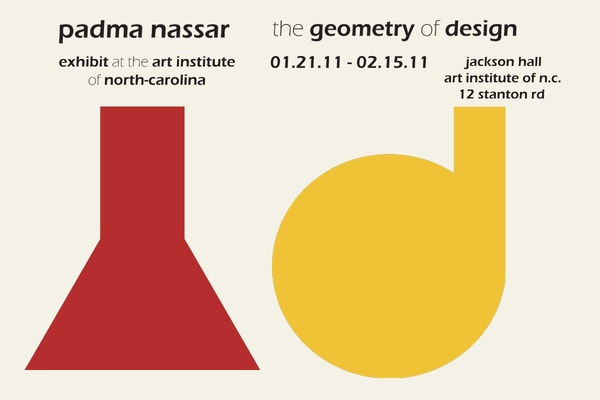 padma nassar
exhibit at the art institute
of north-carolina
the geometry of design
01.21.11 - 02.15.11
jackson hall
art institute of n.c.
12 stanton rd